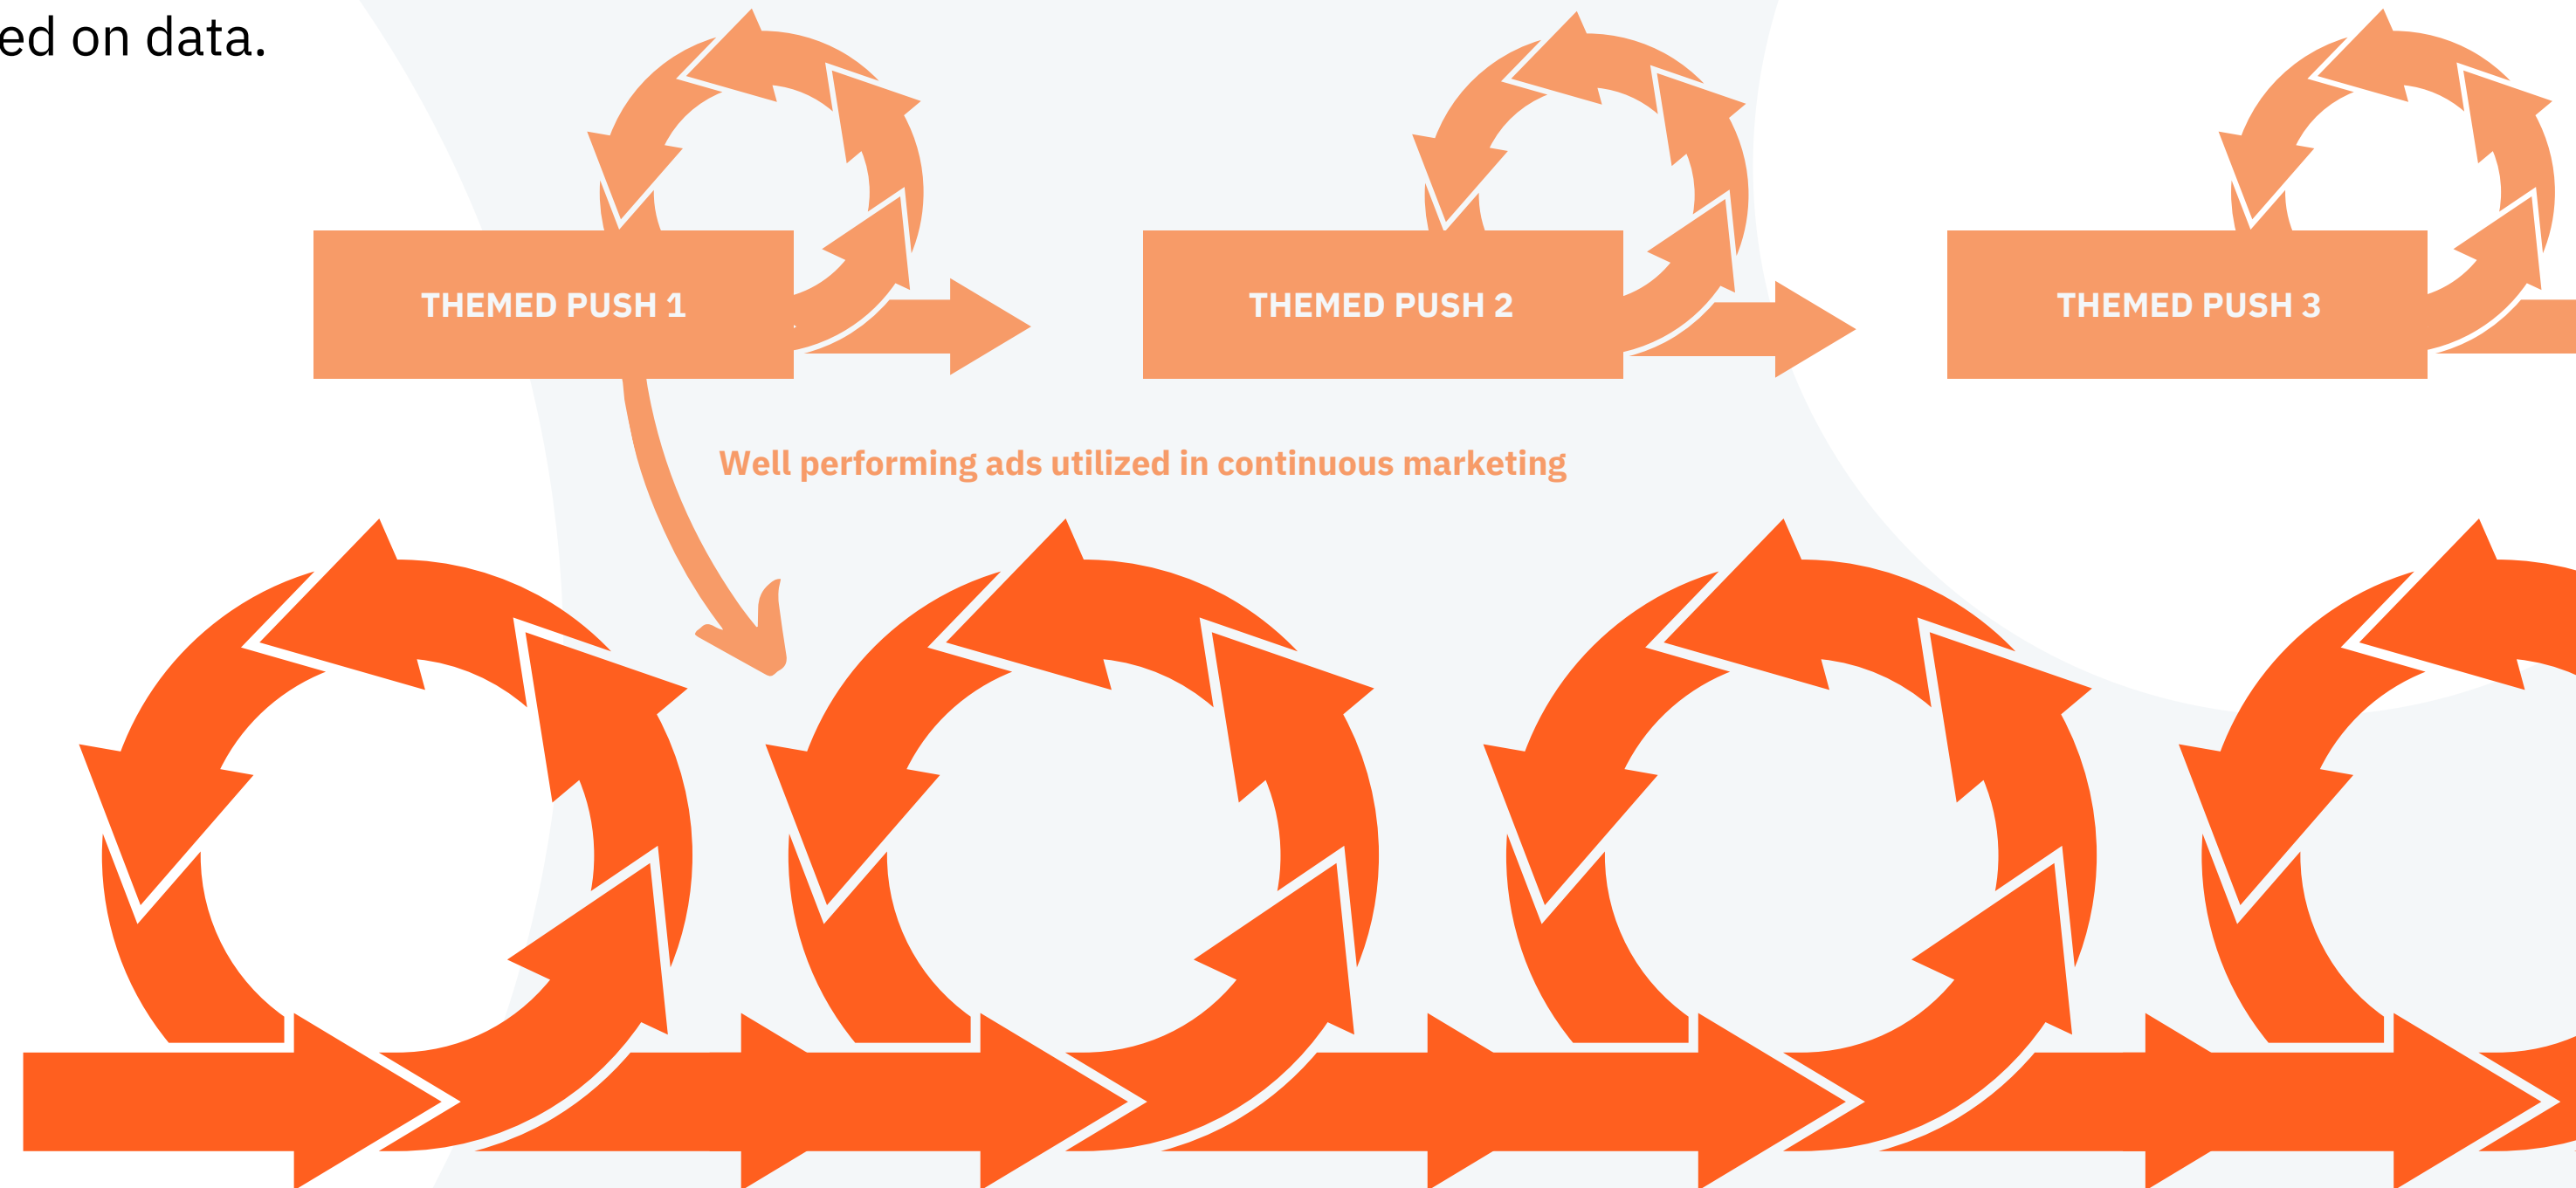 ed on data.
THEMED PUSH 1
THEMED PUSH 2
THEMED PUSH 3
Well performing ads utilized in continuous marketing